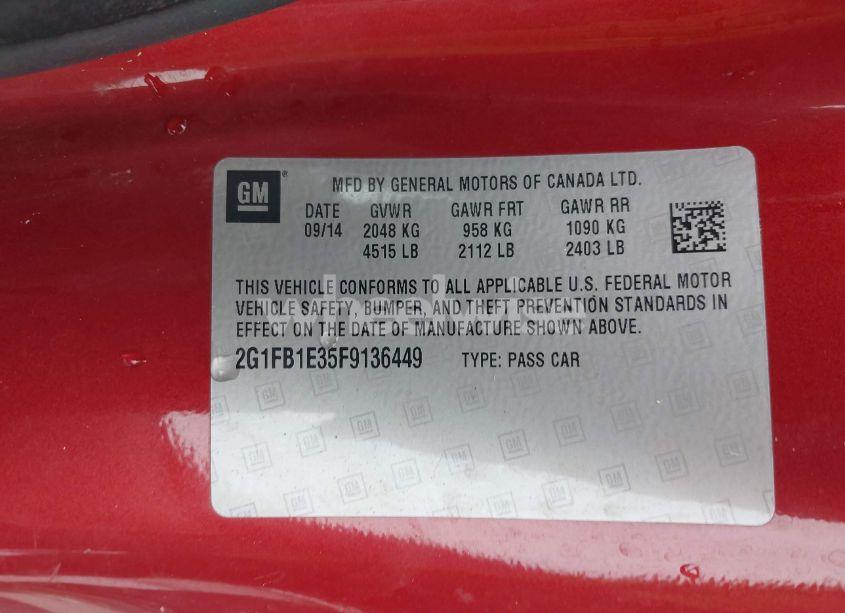 GM
MFD BY GENERAL MOTORS OF CANADA LTD.
DATE GVWR GAWR FRT GAWR RR
09/14 2048 KG 958 KG 1090 KG
4515 LB 2112 LB 2403 LB
THIS VEHICLE CONFORMS TO ALL APPLICABLE U.S. FEDERAL MOTOR
VEHICLE SAFETY, BUMPER, AND THEFT PREVENTION STANDARDS IN
EFFECT ON THE DATE OF MANUFACTURE SHOWN ABOVE.
2G1FB1E35F9136449 TYPE: PASS CAR